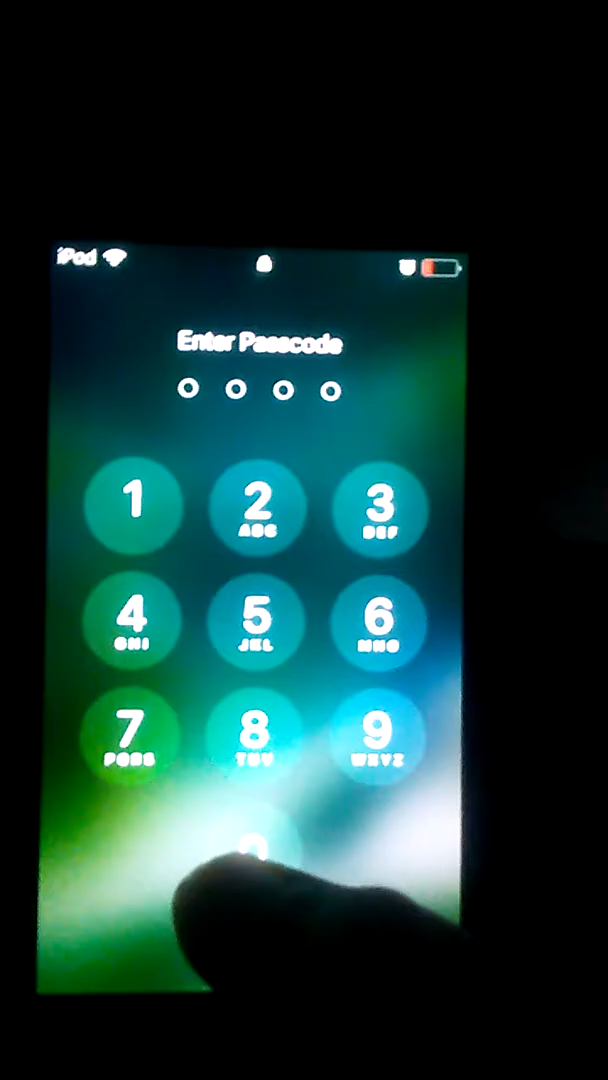 iPod
Enter Passcode
1
2
ABC
3
DEF
4
GHI
5
JKL
6
MNO
7
PQRS
8
TUV
9
WXYZ